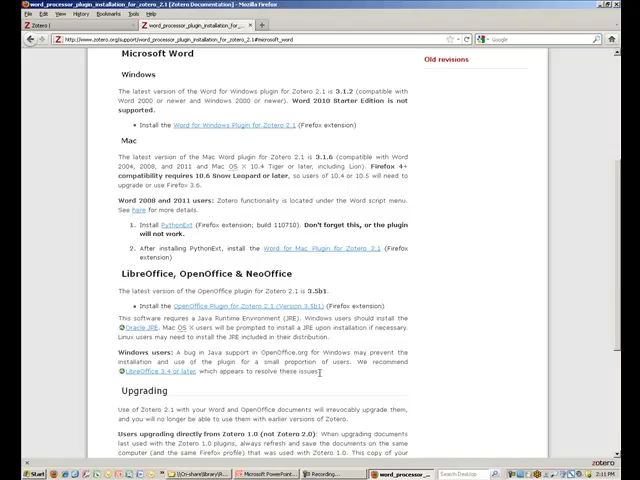 word_processor_plugin_installation_for_zotero_2.1 [Zotero Documentation] - Mozilla Firefox
File Edit View History Bookmarks Tools Help
Zotero |
word_processor_plugin_installation_for_zot...
http://www.zotero.org/support/word_processor_plugin_installation_for_zotero_2.1#microsoft_word
Google
Microsoft Word
Old revisions
Windows
The latest version of the Word for Windows plugin for Zotero 2.1 is 3.1.2 (compatible with
Word 2000 or newer and Windows 2000 or newer). Word 2010 Starter Edition is not
supported.
Install the Word for Windows Plugin for Zotero 2.1 (Firefox extension)
Mac
The latest version of the Mac Word plugin for Zotero 2.1 is 3.1.6 (compatible with Word
2004, 2008, and 2011 and Mac OS X 10.4 Tiger or later, including Lion). Firefox 4+
compatibility requires 10.6 Snow Leopard or later, so users of 10.4 or 10.5 will need to
upgrade or use Firefox 3.6.
Word 2008 and 2011 users: Zotero functionality is located under the Word script menu.
See here for more details.
1. Install PythonExt (Firefox extension; build 110710). Don't forget this, or the plugin
will not work.
2. After installing PythonExt, install the Word for Mac Plugin for Zotero 2.1 (Firefox
extension)
LibreOffice, OpenOffice & NeoOffice
The latest version of the OpenOffice plugin for Zotero 2.1 is 3.5b1.
Install the OpenOffice Plugin for Zotero 2.1 (Version 3.5b1) (Firefox extension)
This software requires a Java Runtime Environment (JRE). Windows users should install the
Oracle JRE. Mac OS X users will be prompted to install a JRE upon installation if necessary.
Linux users may need to install the JRE included in their distribution.
Windows users: A bug in Java support in OpenOffice.org for Windows may prevent the
installation and use of the plugin for a small proportion of users. We recommend
LibreOffice 3.4 or later, which appears to resolve these issues.
Upgrading
Use of Zotero 2.1 with your Word and OpenOffice documents will irrevocably upgrade them,
and you will no longer be able to use them with earlier versions of Zotero.
Users upgrading directly from Zotero 1.0 (not Zotero 2.0): When upgrading documents
last used with the Zotero 1.0 plugins, always refresh and save the documents on the
same computer (and the same Firefox profile) that was used with Zotero 1.0. This copy of your
zotero
Start
\\Cn-share\library\R...
Microsoft PowerPoint...
Recording...
word_processor_...
Search Desktop
2:11 PM